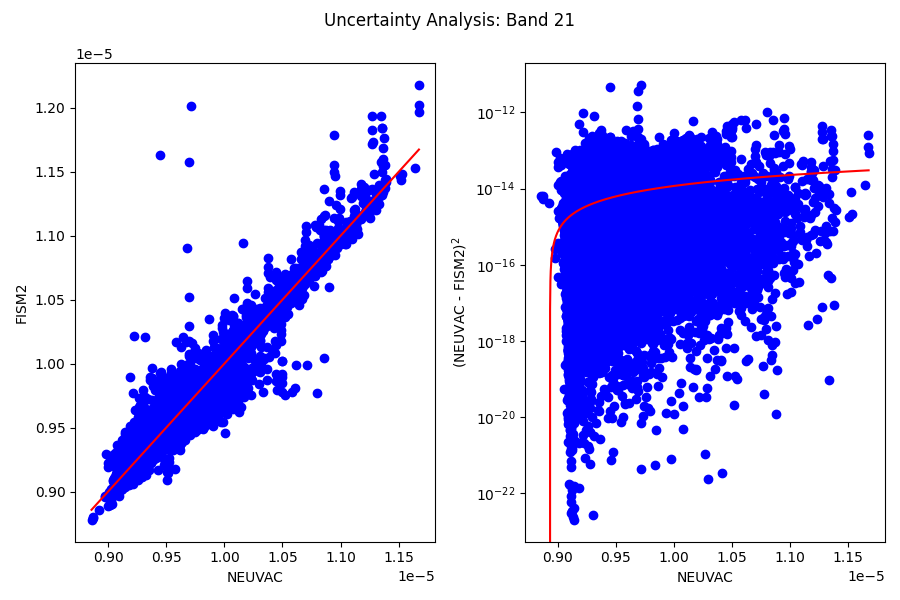 Uncertainty Analysis: Band 21
1e−5
1.20
1.15
1.10
1.05
1.00
0.95
0.90
FISM2
0.90 0.95 1.00 1.05 1.10 1.15
NEUVAC
1e−5
10⁻¹²
10⁻¹⁴
10⁻¹⁶
10⁻¹⁸
10⁻²⁰
10⁻²²
(NEUVAC - FISM2)²
0.90 0.95 1.00 1.05 1.10 1.15
NEUVAC
1e−5